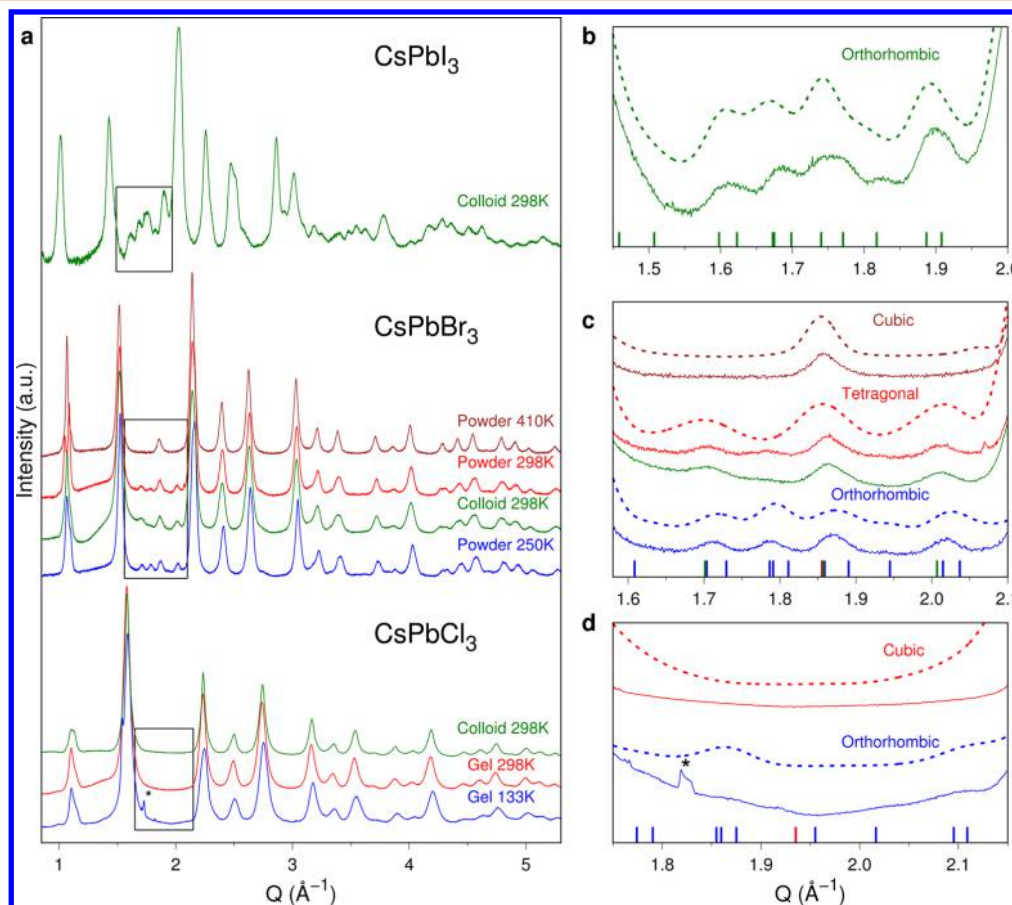 a
CsPbI₃
Colloid 298K
CsPbBr₃
Powder 410K
Powder 298K
Colloid 298K
Powder 250K
CsPbCl₃
Colloid 298K
Gel 298K
*
Gel 133K
Intensity (a.u.)
1 2 3 4 5
Q (Å⁻¹)
b
Orthorhombic
1.5 1.6 1.7 1.8 1.9 2.0
c
Cubic
Tetragonal
Orthorhombic
1.6 1.7 1.8 1.9 2.0 2.1
d
Cubic
Orthorhombic
*
1.8 1.9 2.0 2.1
Q (Å⁻¹)